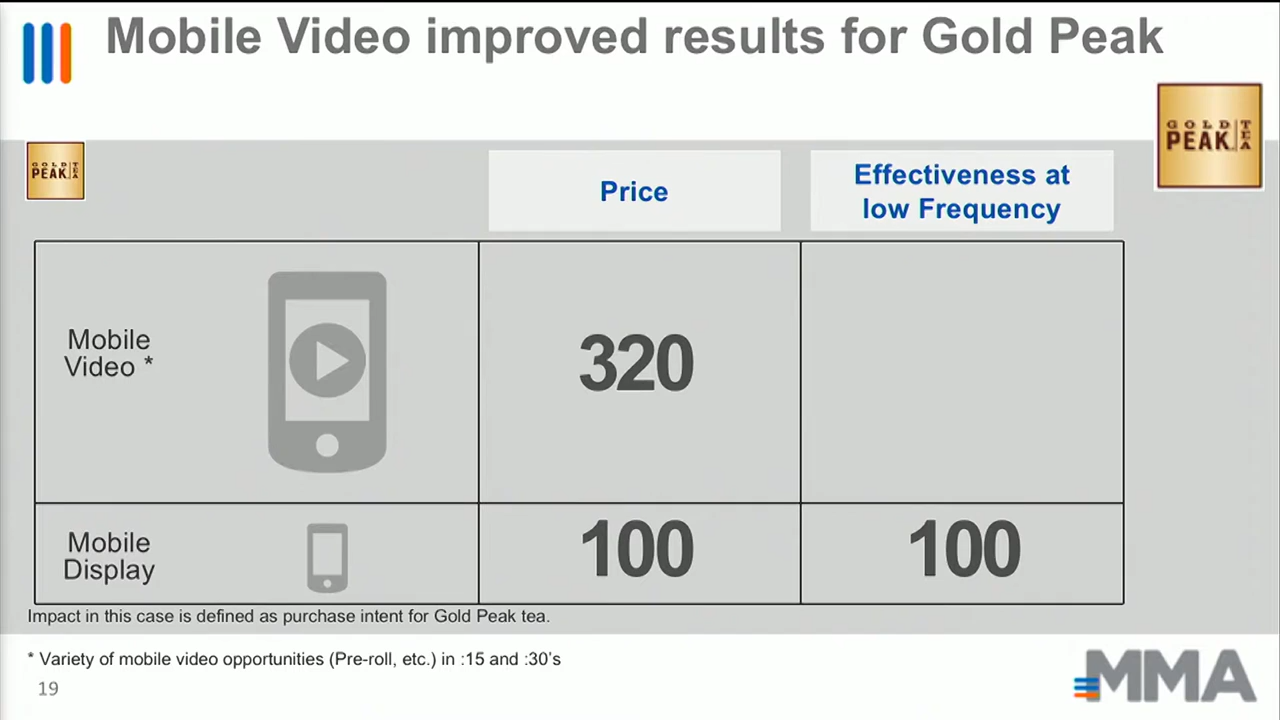 Mobile Video improved results for Gold Peak
GOLD TEA
PEAK
GOLD TEA
PEAK
Price
Effectiveness at
low Frequency
Mobile
Video *
320
Mobile
Display
100
100
Impact in this case is defined as purchase intent for Gold Peak tea.
* Variety of mobile video opportunities (Pre-roll, etc.) in :15 and :30’s
19
MMA